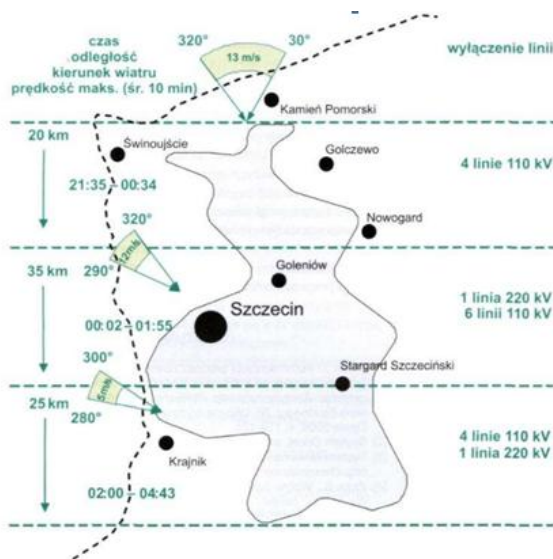 czas
odległość
kierunek wiatru
prędkość maks. (śr. 10 min)
320°
30°
13 m/s
wyłączenie linii
Kamień Pomorski
20 km
Świnoujście
Golczewo
4 linie 110 kV
21:35 – 00:34
Nowogard
320°
12m/s
290°
35 km
Goleniów
Szczecin
1 linia 220 kV
6 linii 110 kV
00:02 – 01:55
Stargard Szczeciński
300°
5m/s
280°
25 km
4 linie 110 kV
1 linia 220 kV
Krajnik
02:00 – 04:43